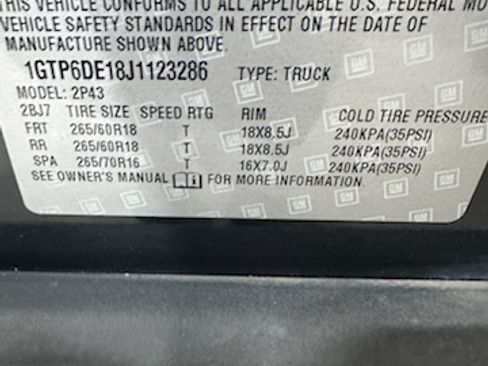 THIS VEHICLE CONFORMS TO ALL APPLICABLE U.S. FEDERAL MO
VEHICLE SAFETY STANDARDS IN EFFECT ON THE DATE OF
MANUFACTURE SHOWN ABOVE.
1GTP6DE18J1123286 TYPE: TRUCK
MODEL: 2P43
2BJ7 TIRE SIZE SPEED RTG RIM COLD TIRE PRESSURE
FRT 265/60R18 T 18X8.5J 240KPA(35PSI)
RR 265/60R18 T 18X8.5J 240KPA(35PSI)
SPA 265/70R16 T 16X7.0J 240KPA(35PSI)
SEE OWNER'S MANUAL FOR MORE INFORMATION.
GM